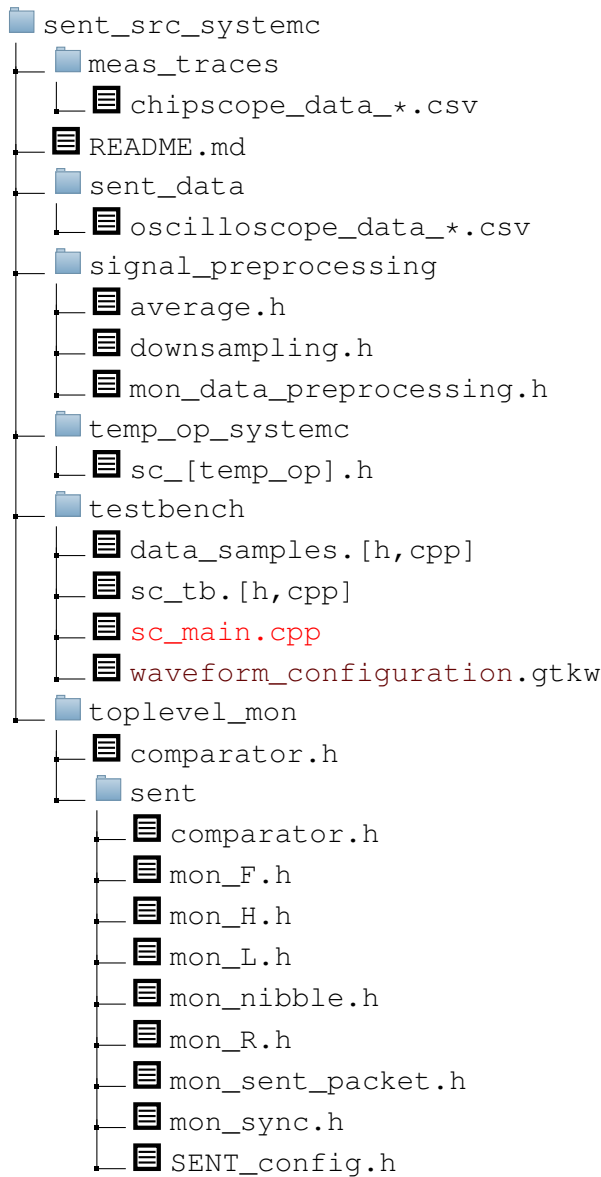 sent_src_systemc
meas_traces
chipscope_data_*.csv
README.md
sent_data
oscilloscope_data_*.csv
signal_preprocessing
average.h
downsampling.h
mon_data_preprocessing.h
temp_op_systemc
sc_[temp_op].h
testbench
data_samples.[h,cpp]
sc_tb.[h,cpp]
sc_main.cpp
waveform_configuration.gtkw
toplevel_mon
comparator.h
sent
comparator.h
mon_F.h
mon_H.h
mon_L.h
mon_nibble.h
mon_R.h
mon_sent_packet.h
mon_sync.h
SENT_config.h